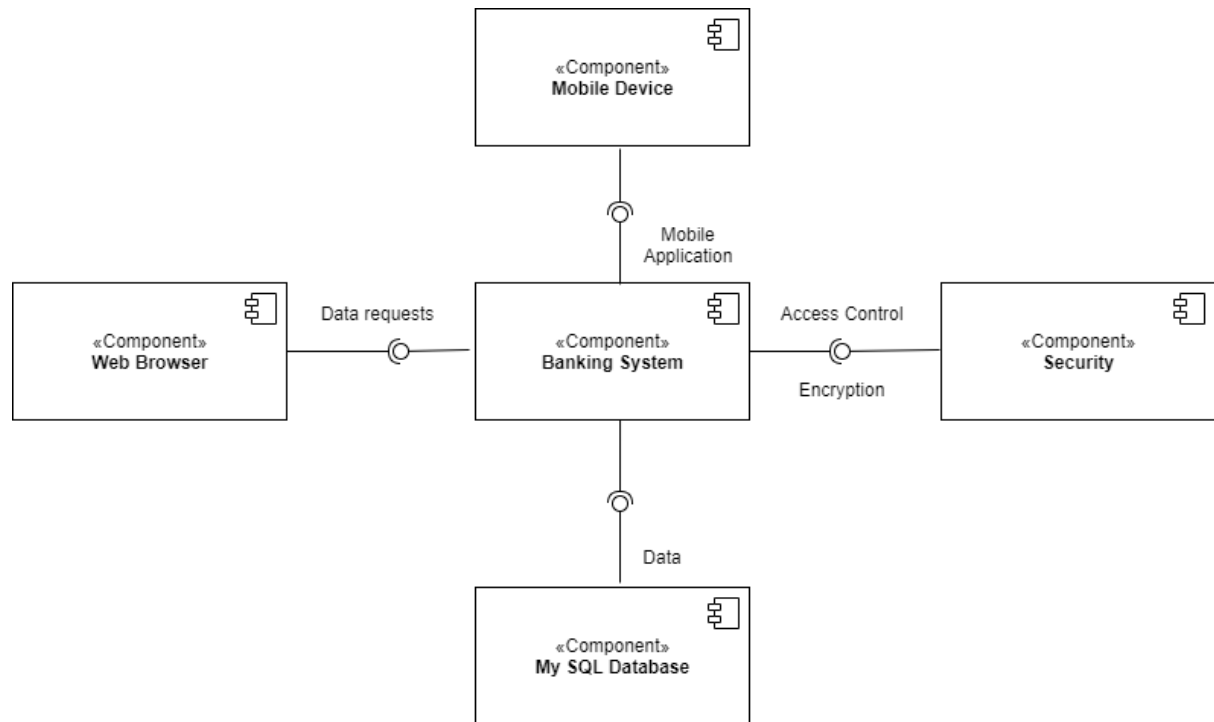 «Component»
Mobile Device
Mobile
Application
«Component»
Web Browser
Data requests
«Component»
Banking System
Access Control
Encryption
«Component»
Security
Data
«Component»
My SQL Database